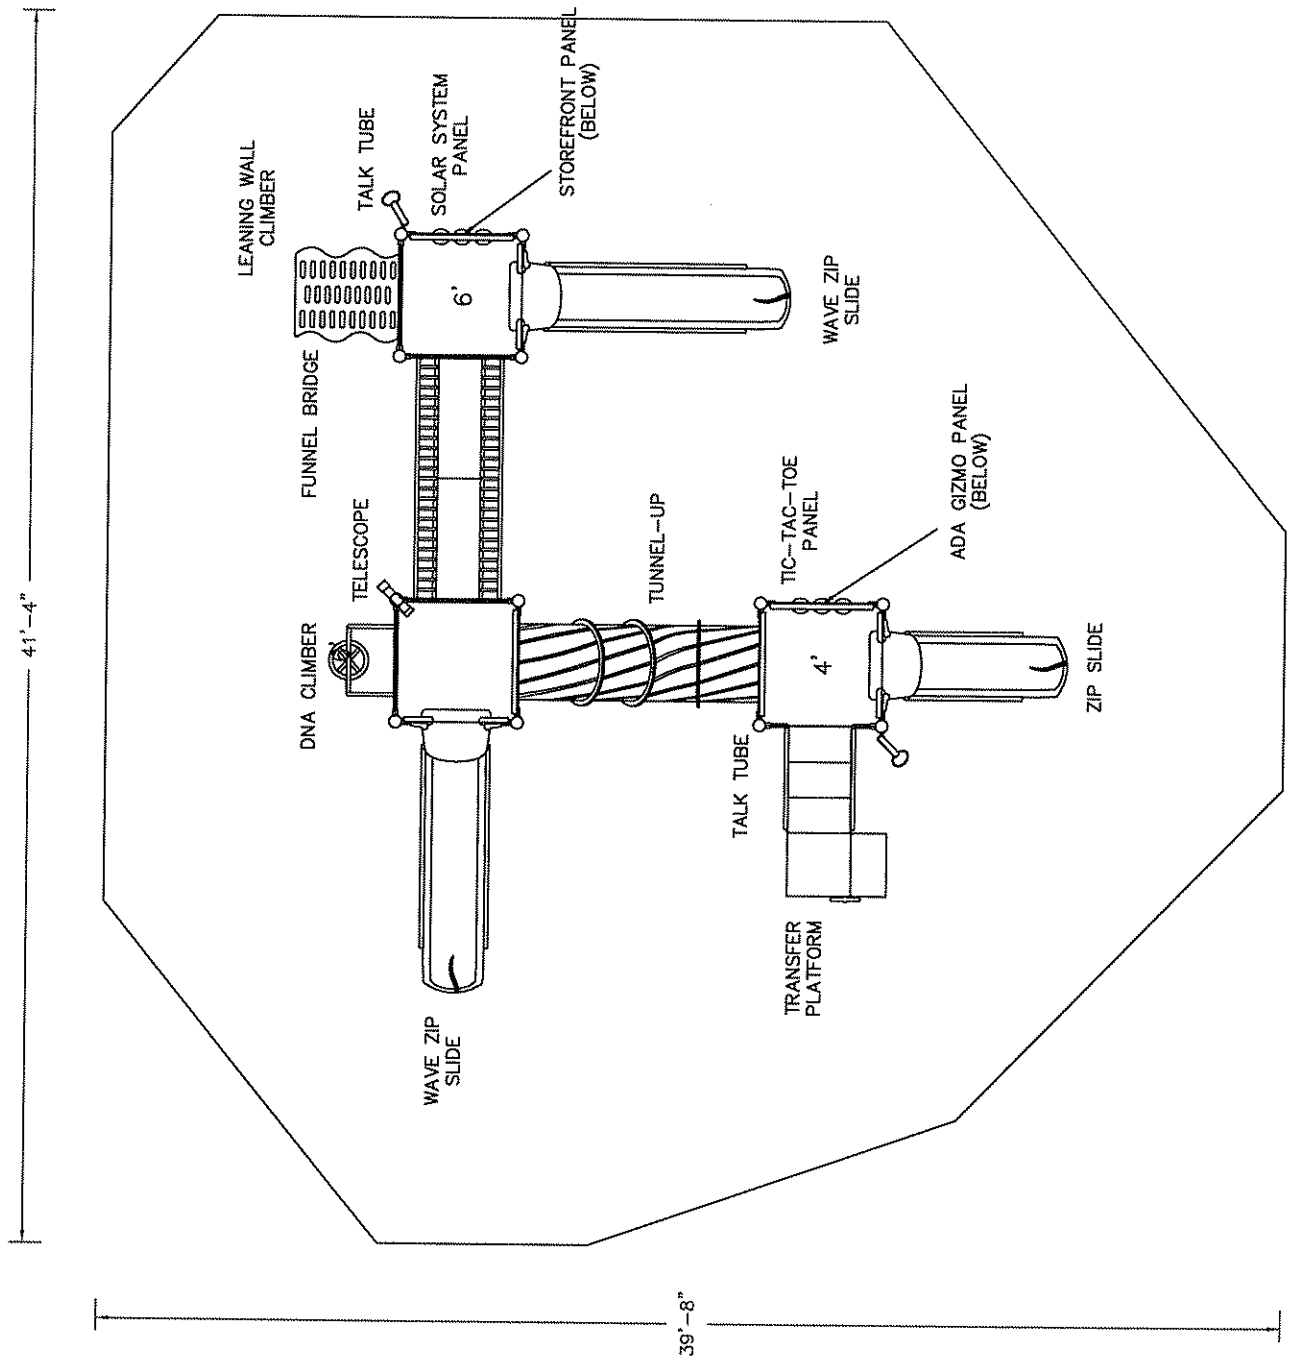 41'-4"
39'-8"
LEANING WALL
CLIMBER
TALK TUBE
SOLAR SYSTEM
PANEL
STOREFRONT PANEL
(BELOW)
6'
FUNNEL BRIDGE
WAVE ZIP
SLIDE
TELESCOPE
DNA CLIMBER
TUNNEL-UP
TIC-TAC-TOE
PANEL
ADA GIZMO PANEL
(BELOW)
4'
ZIP SLIDE
TALK TUBE
TRANSFER
PLATFORM
WAVE ZIP
SLIDE